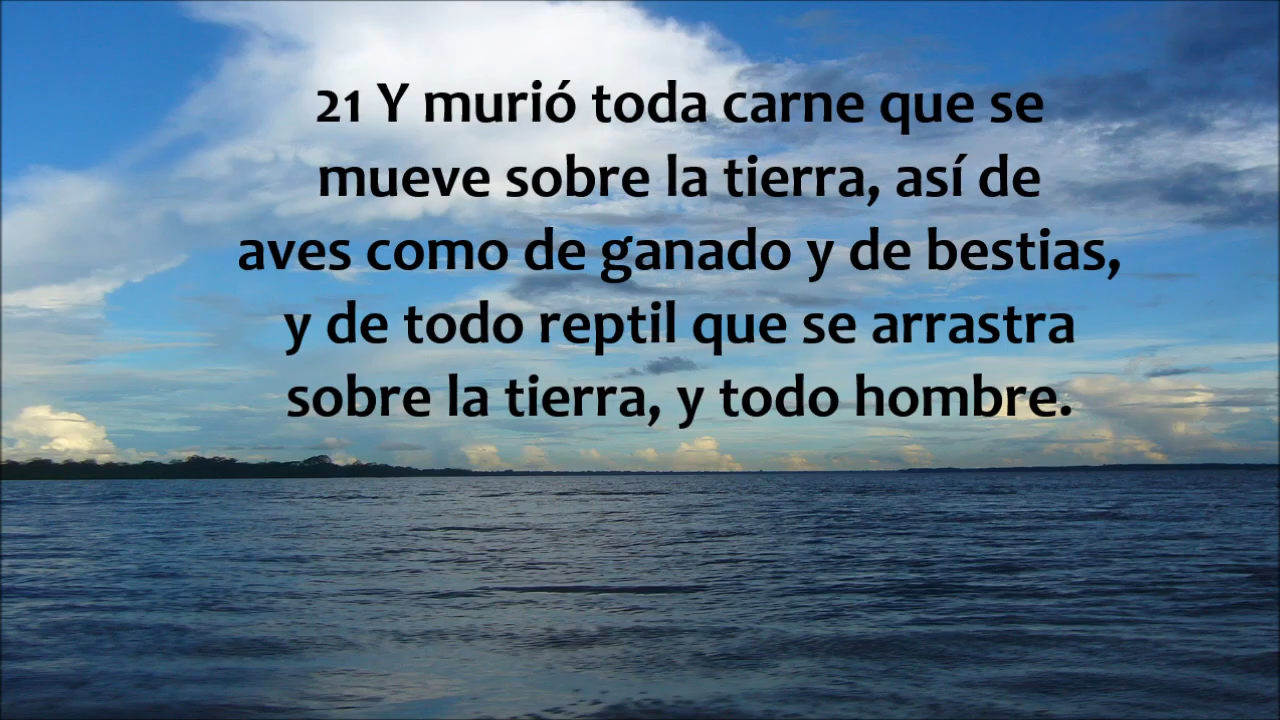 21 Y murió toda carne que se
mueve sobre la tierra, así de
aves como de ganado y de bestias,
y de todo reptil que se arrastra
sobre la tierra, y todo hombre.